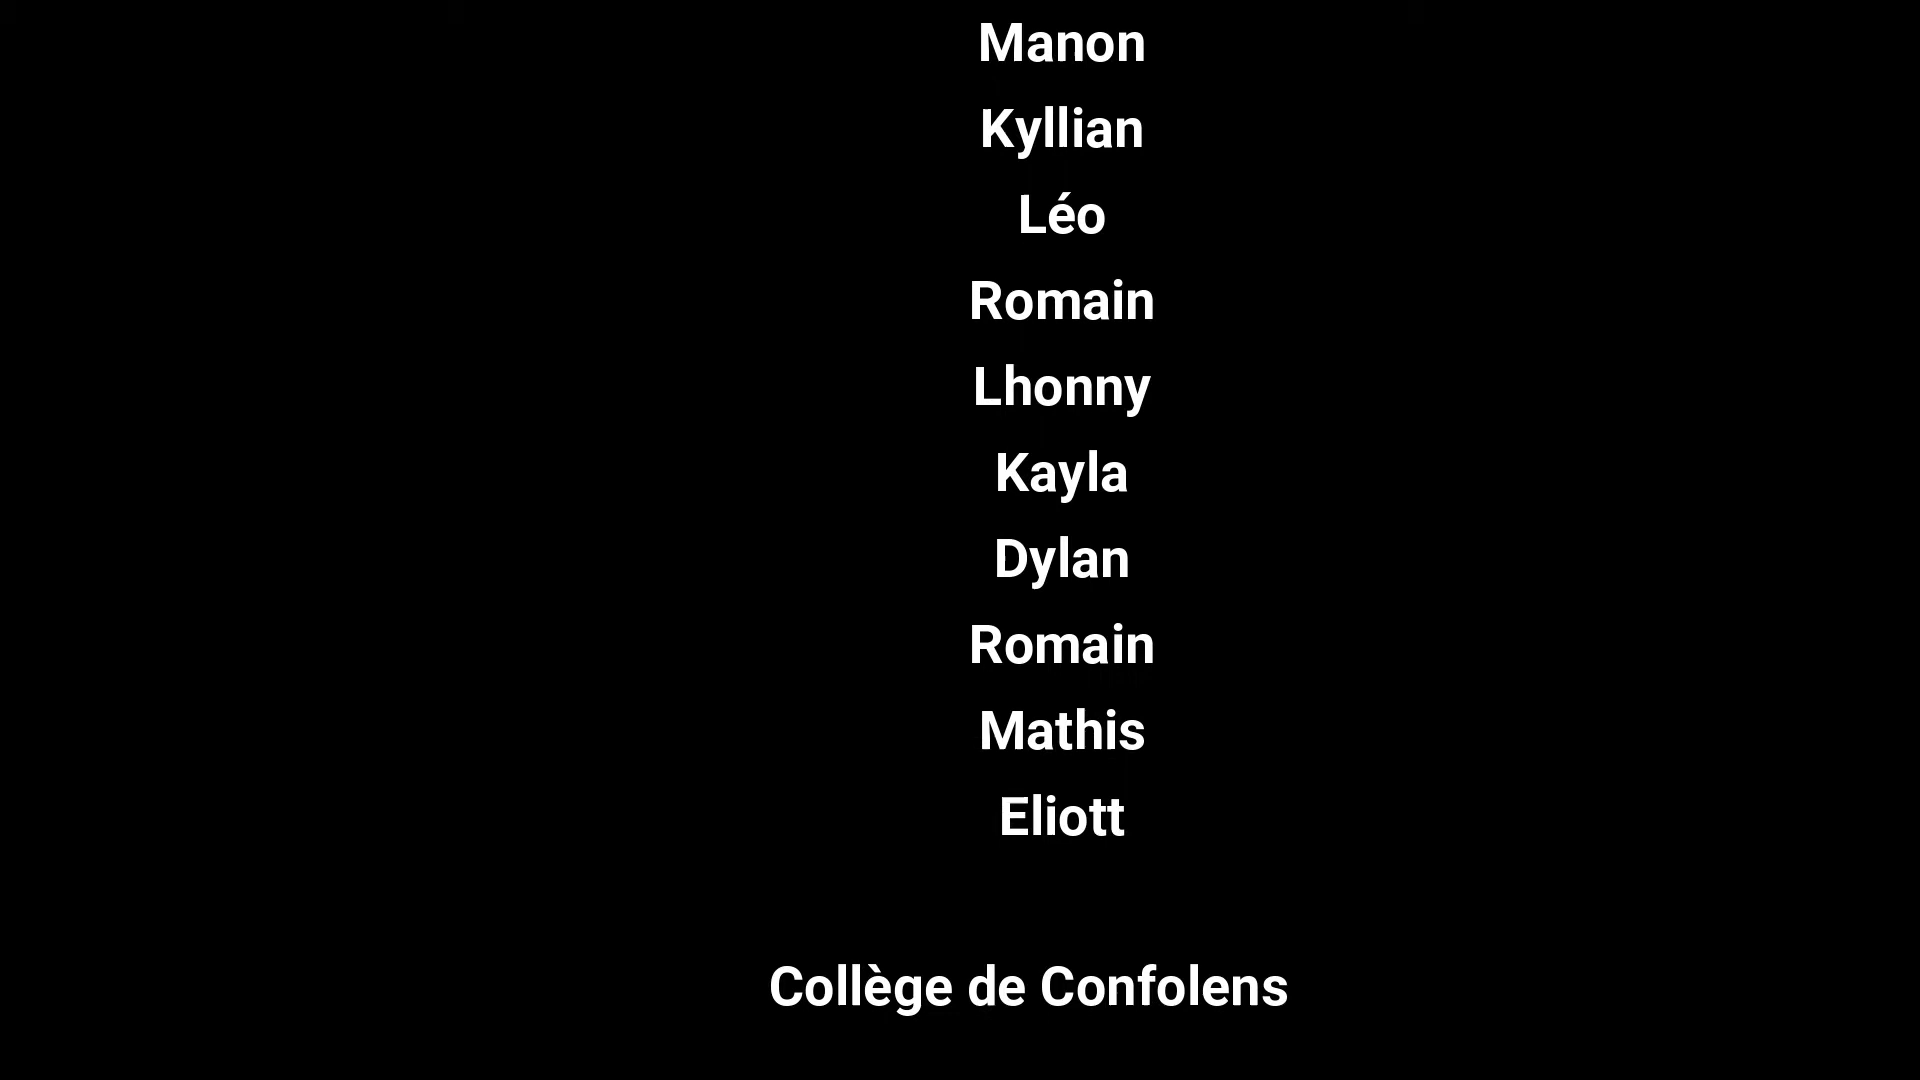 Manon
Kyllian
Léo
Romain
Lhonny
Kayla
Dylan
Romain
Mathis
Eliott
Collège de Confolens